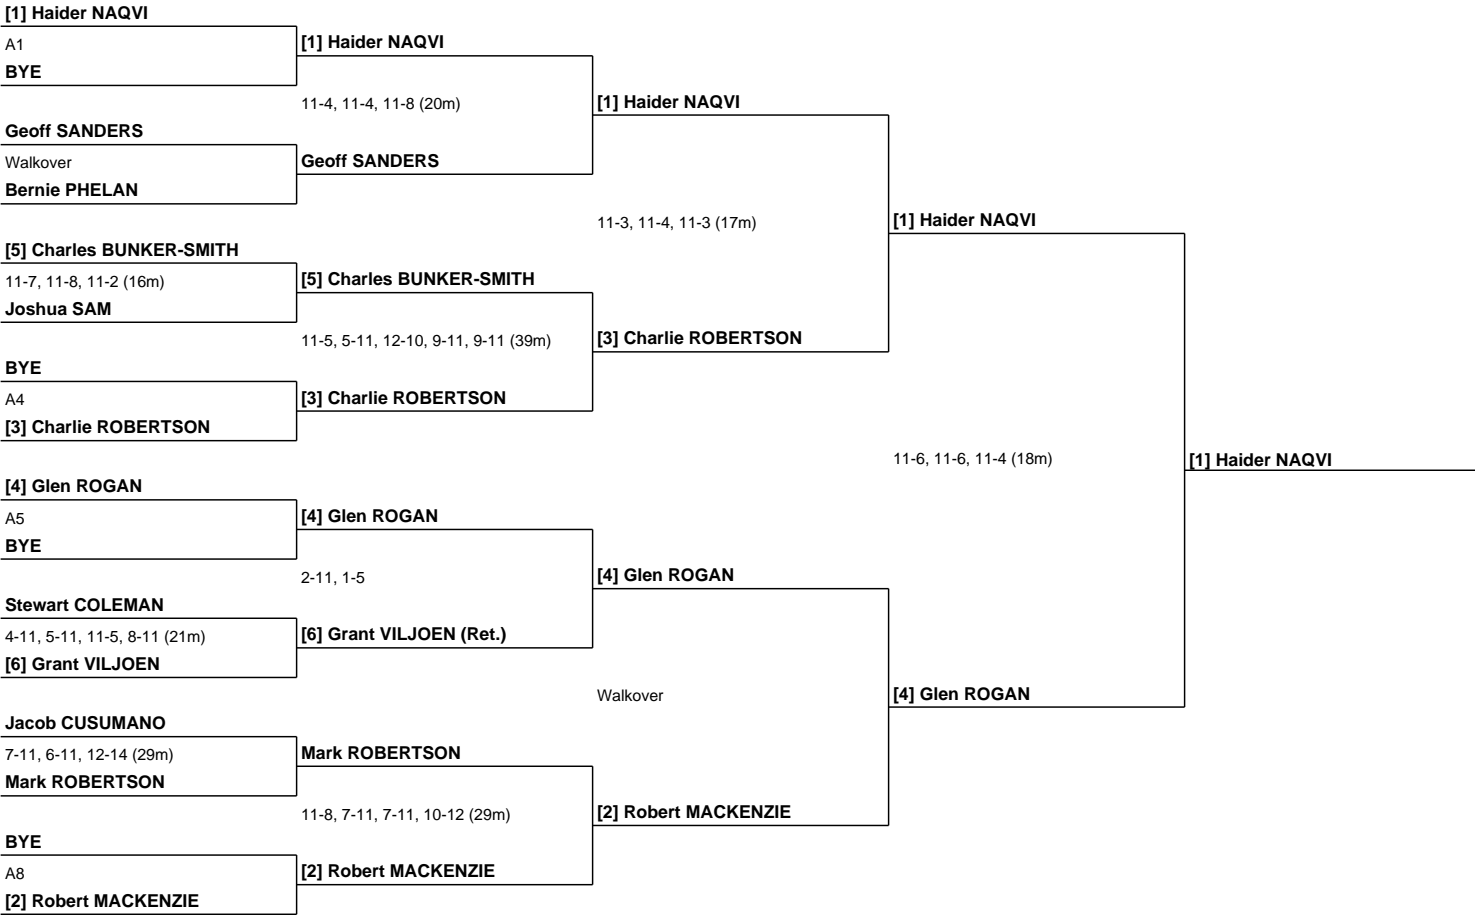 [1] Haider NAQVI
A1
BYE
Geoff SANDERS
Walkover
Bernie PHELAN
[5] Charles BUNKER-SMITH
11-7, 11-8, 11-2 (16m)
Joshua SAM
BYE
A4
[3] Charlie ROBERTSON
[4] Glen ROGAN
A5
BYE
Stewart COLEMAN
4-11, 5-11, 11-5, 8-11 (21m)
[6] Grant VILJOEN
Jacob CUSUMANO
7-11, 6-11, 12-14 (29m)
Mark ROBERTSON
BYE
A8
[2] Robert MACKENZIE
[1] Haider NAQVI
11-4, 11-4, 11-8 (20m)
Geoff SANDERS
[5] Charles BUNKER-SMITH
11-5, 5-11, 12-10, 9-11, 9-11 (39m)
[3] Charlie ROBERTSON
[4] Glen ROGAN
2-11, 1-5
[6] Grant VILJOEN (Ret.)
Mark ROBERTSON
11-8, 7-11, 7-11, 10-12 (29m)
[2] Robert MACKENZIE
[1] Haider NAQVI
11-3, 11-4, 11-3 (17m)
[3] Charlie ROBERTSON
[4] Glen ROGAN
Walkover
[2] Robert MACKENZIE
[1] Haider NAQVI
11-6, 11-6, 11-4 (18m)
[4] Glen ROGAN
[1] Haider NAQVI